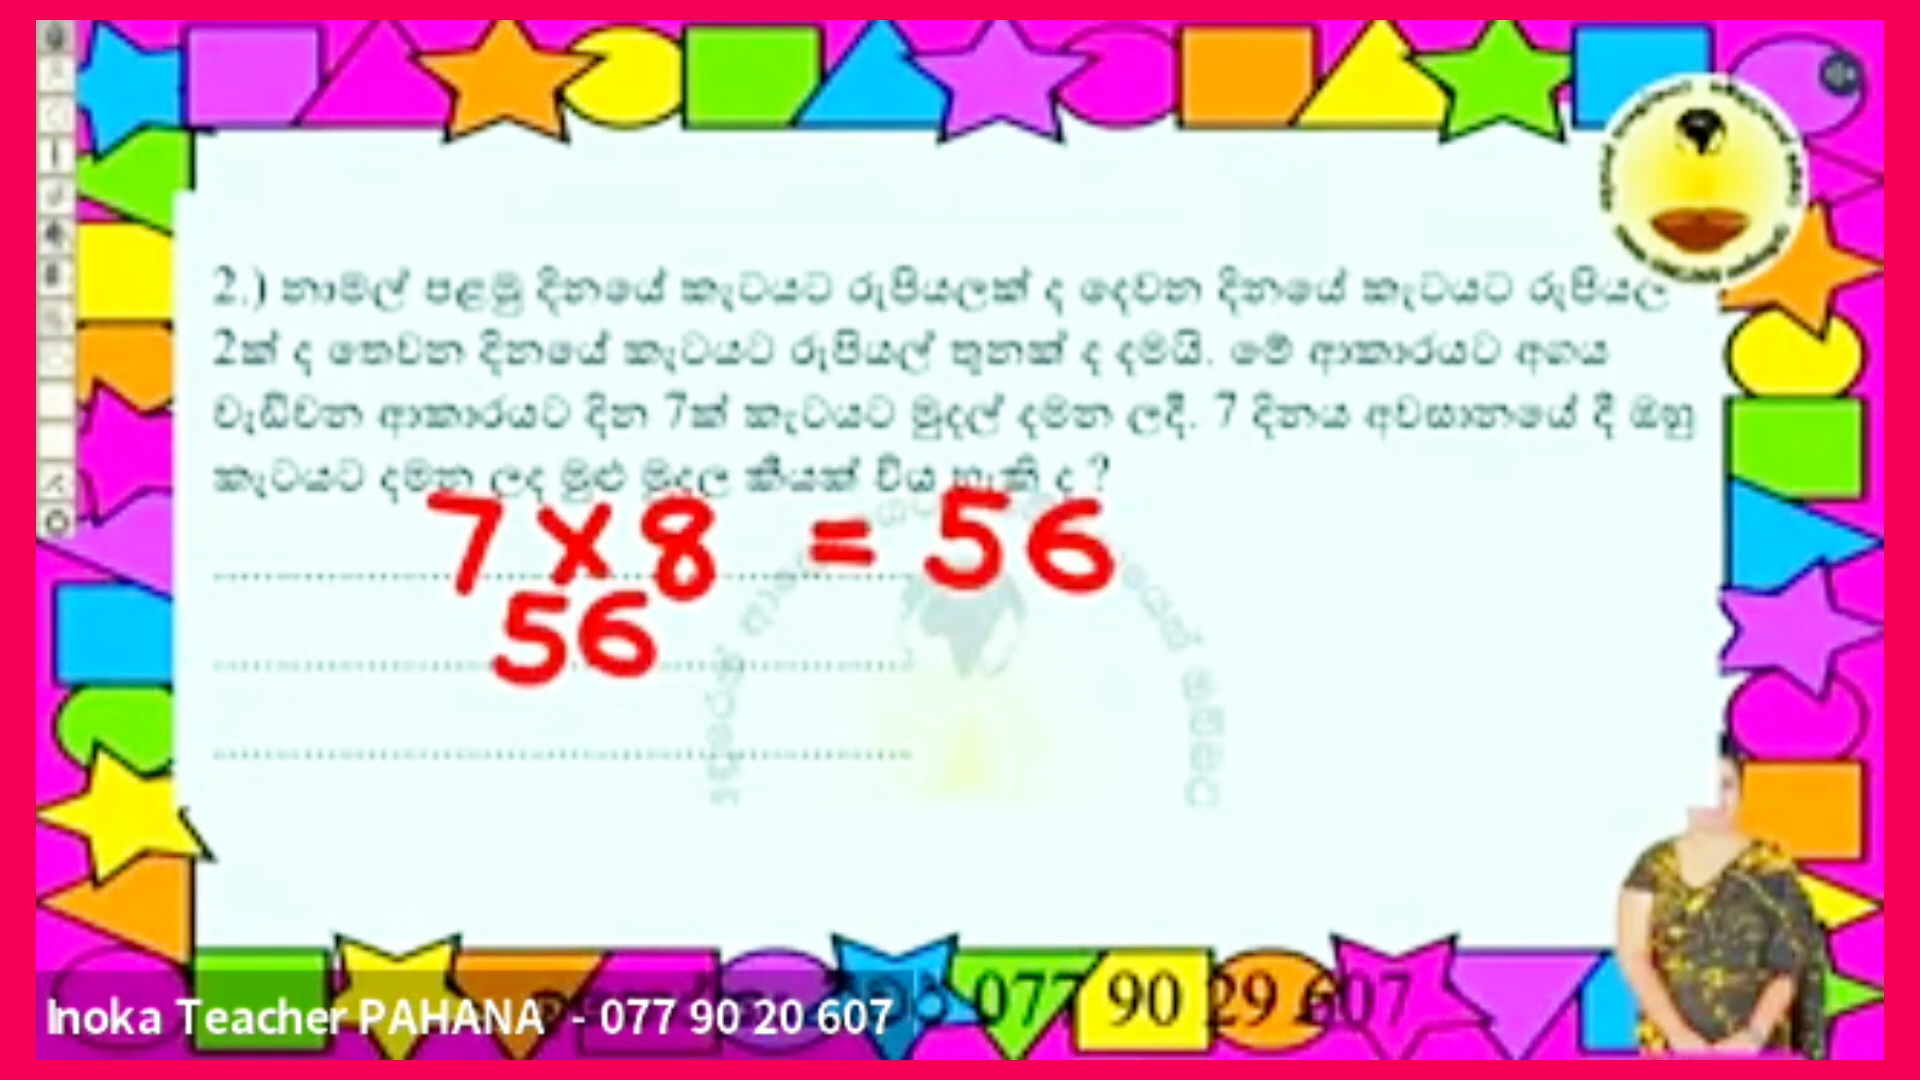 2.) නාමල් පළමු දිනයේ කැටයට රුපියලක් ද දෙවන දිනයේ කැටයට රුපියල්
2ක් ද තෙවන දිනයේ කැටයට රුපියල් තුනක් ද දමයි. මේ ආකාරයට අගය
වැඩිවන ආකාරයට දින 7ක් කැටයට මුදල් දමන ලදී. 7 දිනය අවසානයේ දී ඔහු
කැටයට දමන ලද මුළු මුදල කීයක් විය හැකි ද ?
7 x 8 = 56
56
Inoka Teacher PAHANA - 077 90 20 607
077 90 29 607